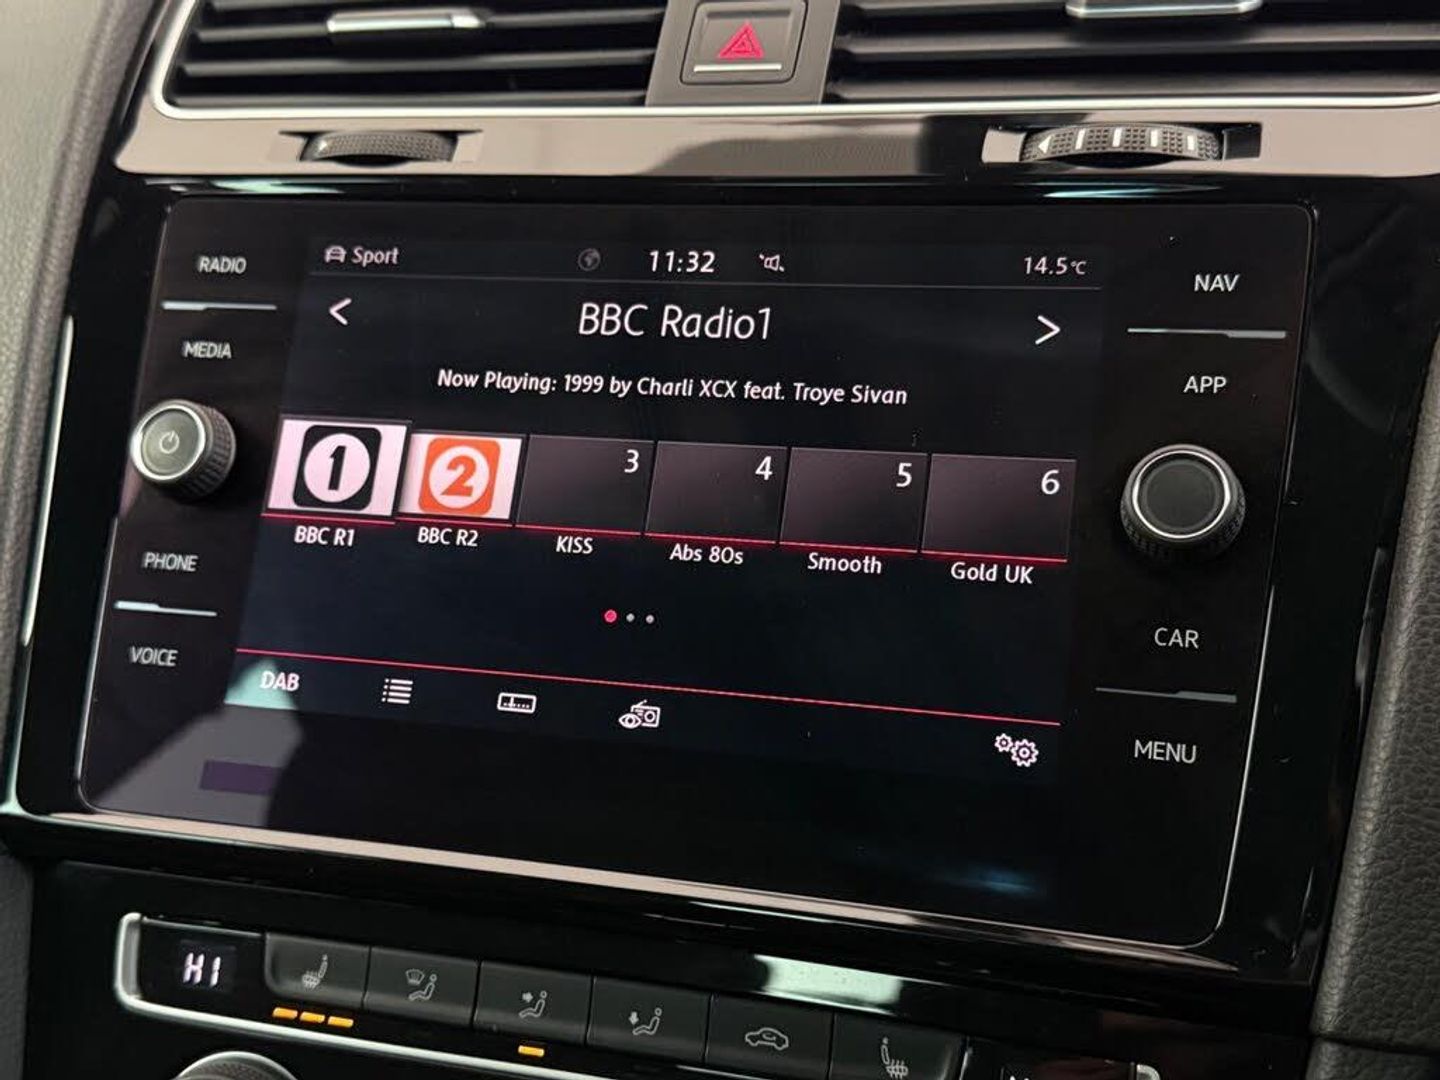 RADIO
MEDIA
PHONE
VOICE
Sport
11:32
14.5°C
BBC Radio1
Now Playing: 1999 by Charli XCX feat. Troye Sivan
1
2
3
4
5
6
BBC R1
BBC R2
KISS
Abs 80s
Smooth
Gold UK
DAB
NAV
APP
CAR
MENU
HI